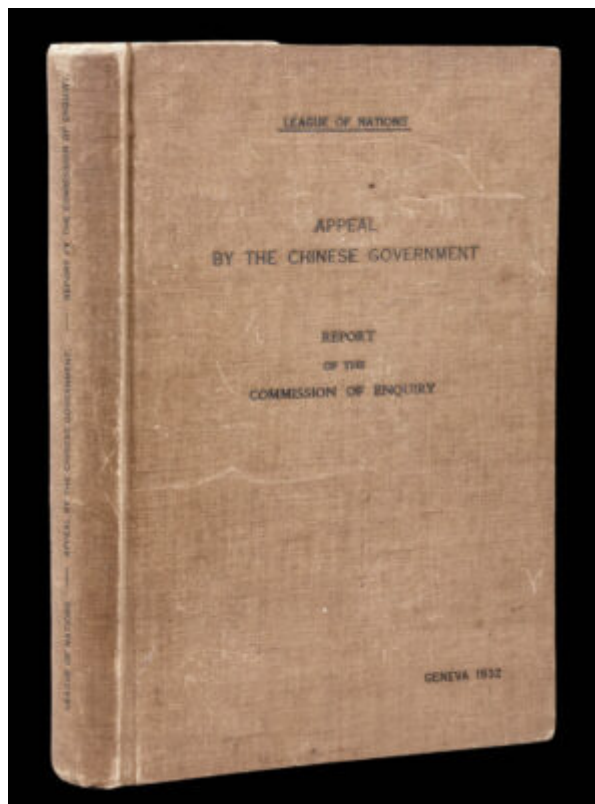 LEAGUE OF NATIONS
APPEAL
BY THE CHINESE GOVERNMENT
REPORT
OF THE
COMMISSION OF ENQUIRY
GENEVA 1932
LEAGUE OF NATIONS — APPEAL BY THE CHINESE GOVERNMENT — REPORT BY THE COMMISSION OF ENQUIRY